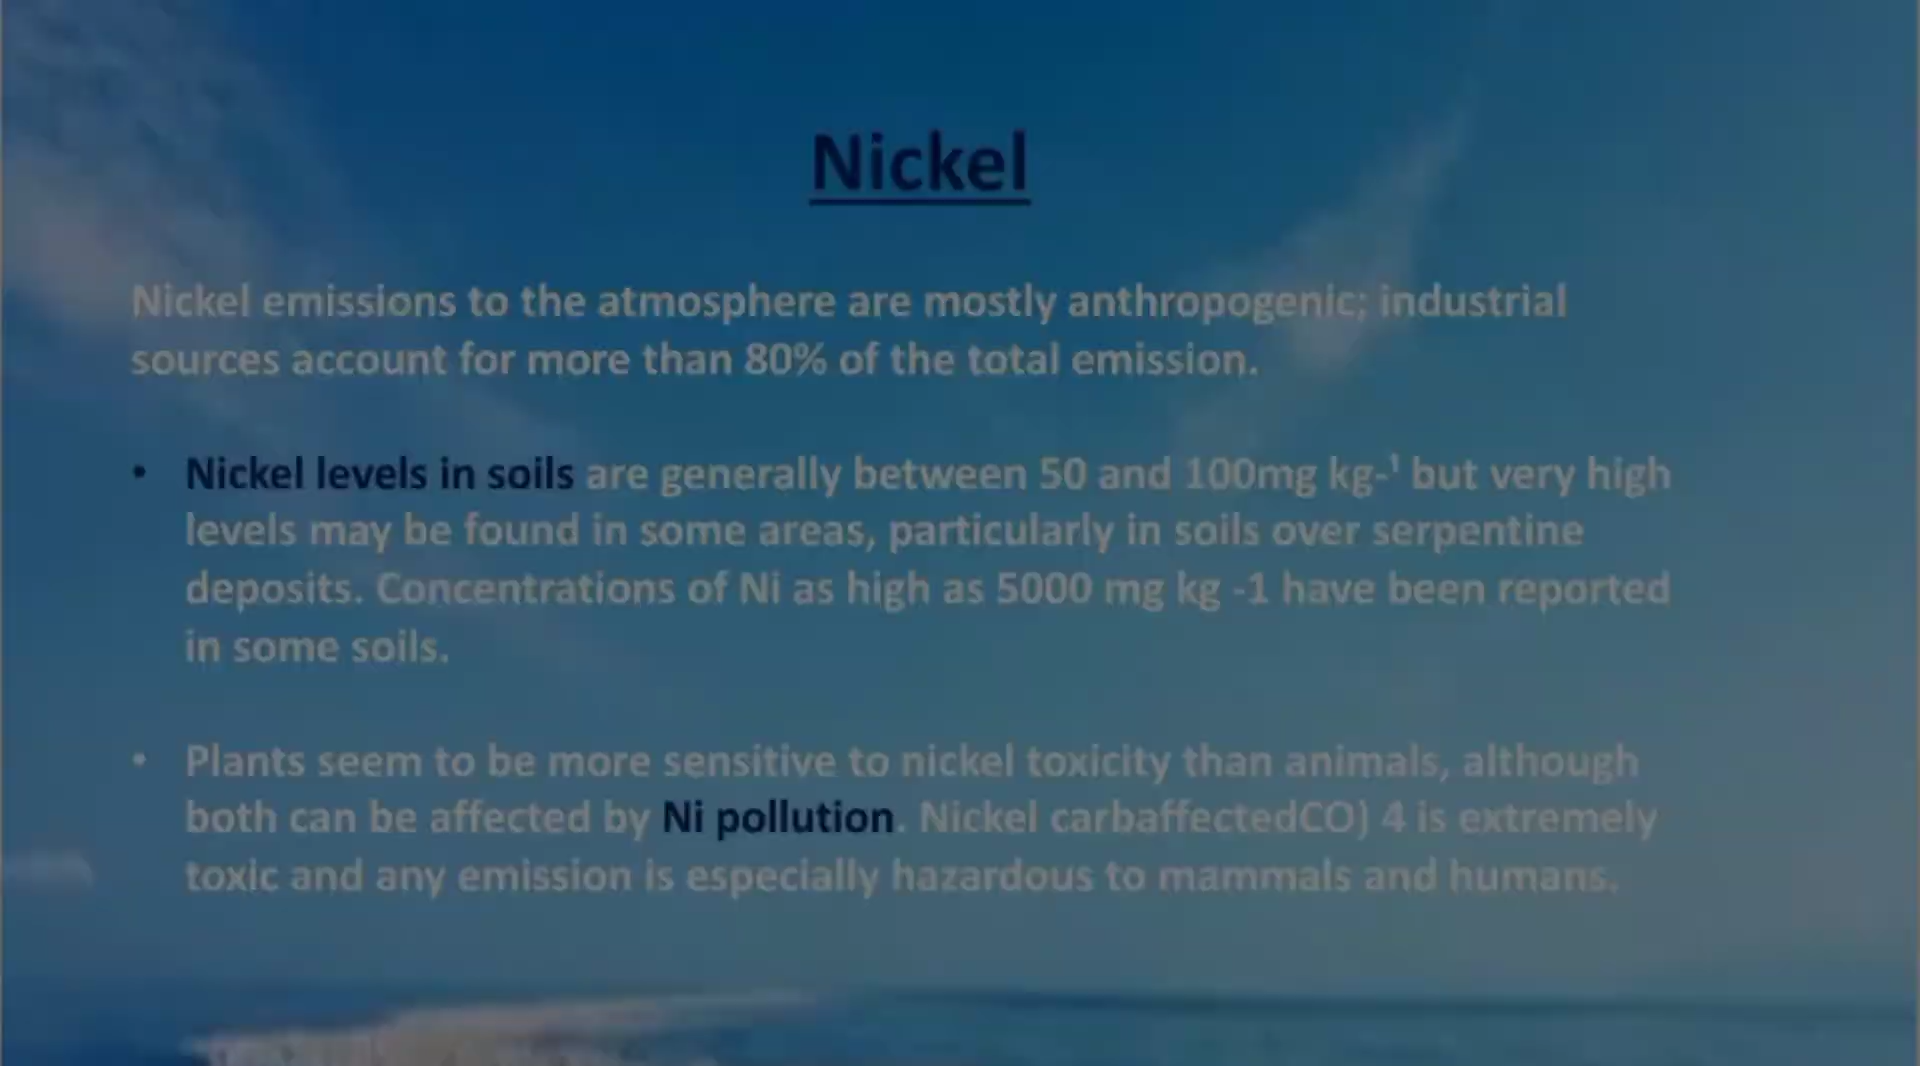 Nickel
Nickel emissions to the atmosphere are mostly anthropogenic; industrial
sources account for more than 80% of the total emission.
• Nickel levels in soils are generally between 50 and 100mg kg-¹ but very high
levels may be found in some areas, particularly in soils over serpentine
deposits. Concentrations of Ni as high as 5000 mg kg -1 have been reported
in some soils.
• Plants seem to be more sensitive to nickel toxicity than animals, although
both can be affected by Ni pollution. Nickel carbaffectedCO) 4 is extremely
toxic and any emission is especially hazardous to mammals and humans.